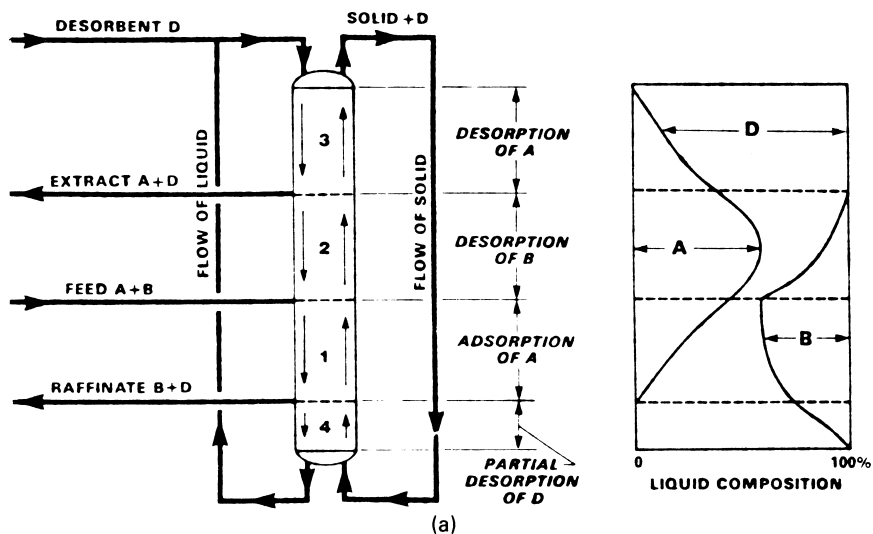 DESORBENT D
SOLID + D
EXTRACT A + D
FEED A + B
RAFFINATE B + D
FLOW OF LIQUID
3
2
1
4
FLOW OF SOLID
DESORPTION
OF A
DESORPTION
OF B
ADSORPTION
OF A
PARTIAL
DESORPTION
OF D
D
A
B
0
100%
LIQUID COMPOSITION
(a)